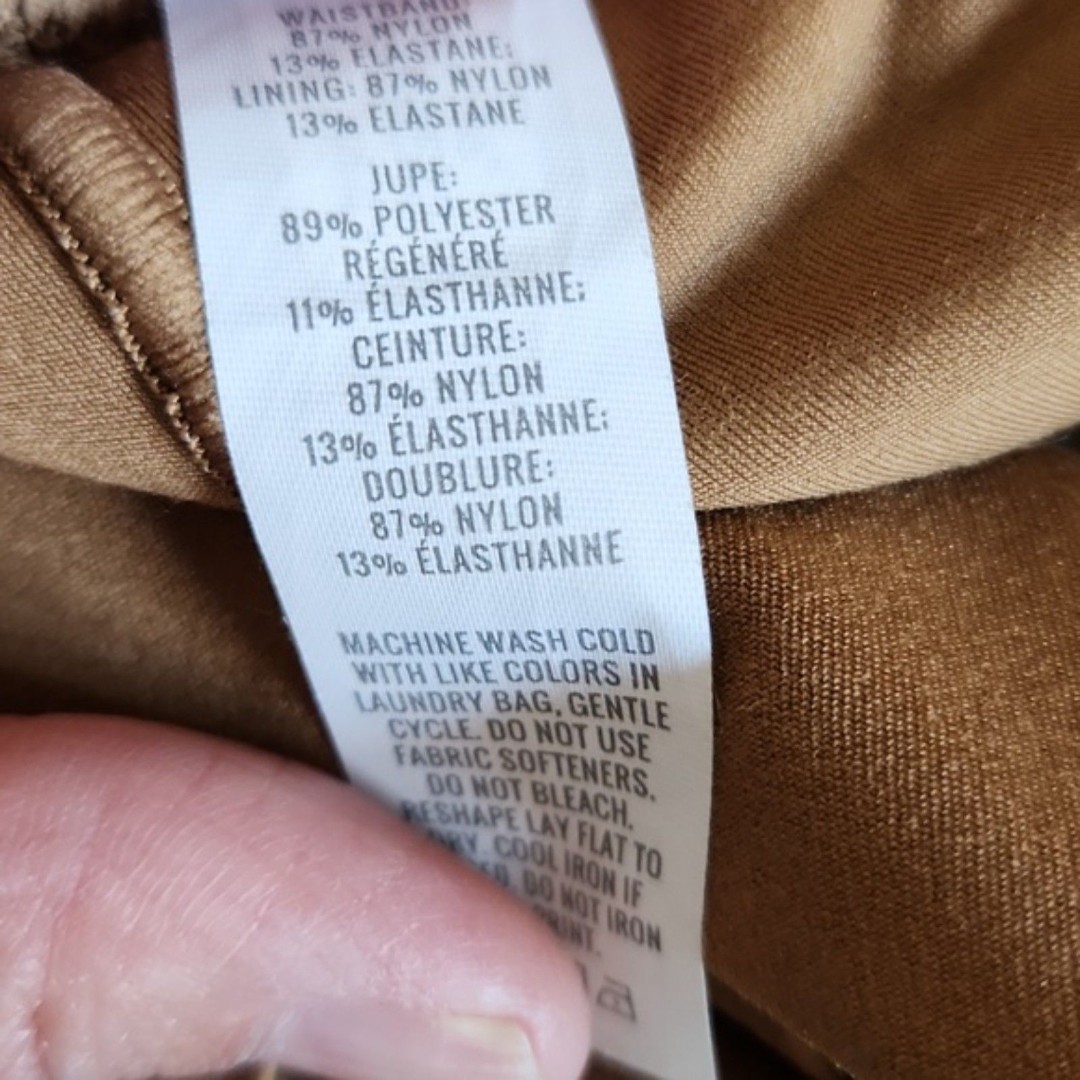 WAISTBAND:
87% NYLON
13% ELASTANE;
LINING: 87% NYLON
13% ELASTANE
JUPE:
89% POLYESTER
RÉGÉNÉRÉ
11% ÉLASTHANNE;
CEINTURE:
87% NYLON
13% ÉLASTHANNE;
DOUBLURE:
87% NYLON
13% ÉLASTHANNE
MACHINE WASH COLD
WITH LIKE COLORS IN
LAUNDRY BAG, GENTLE
CYCLE. DO NOT USE
FABRIC SOFTENERS.
DO NOT BLEACH.
RESHAPE LAY FLAT TO
COOL IRON IF
DO NOT IRON